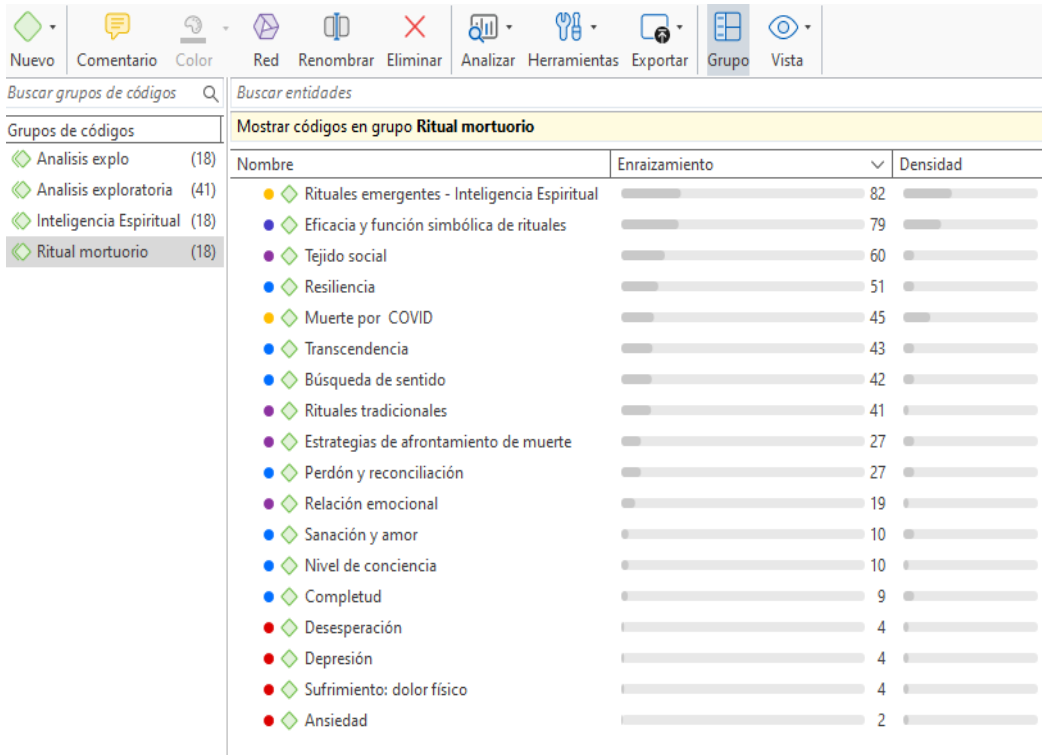 Nuevo Comentario Color Red Renombrar Eliminar Analizar Herramientas Exportar Grupo Vista
Buscar grupos de códigos
Grupos de códigos
Analisis explo (18)
Analisis exploratoria (41)
Inteligencia Espiritual (18)
Ritual mortuorio (18)
Buscar entidades
Mostrar códigos en grupo Ritual mortuorio
Nombre Enraizamiento Densidad
Rituales emergentes - Inteligencia Espiritual 82
Eficacia y función simbólica de rituales 79
Tejido social 60
Resiliencia 51
Muerte por COVID 45
Transcendencia 43
Búsqueda de sentido 42
Rituales tradicionales 41
Estrategias de afrontamiento de muerte 27
Perdón y reconciliación 27
Relación emocional 19
Sanación y amor 10
Nivel de conciencia 10
Completud 9
Desesperación 4
Depresión 4
Sufrimiento: dolor físico 4
Ansiedad 2